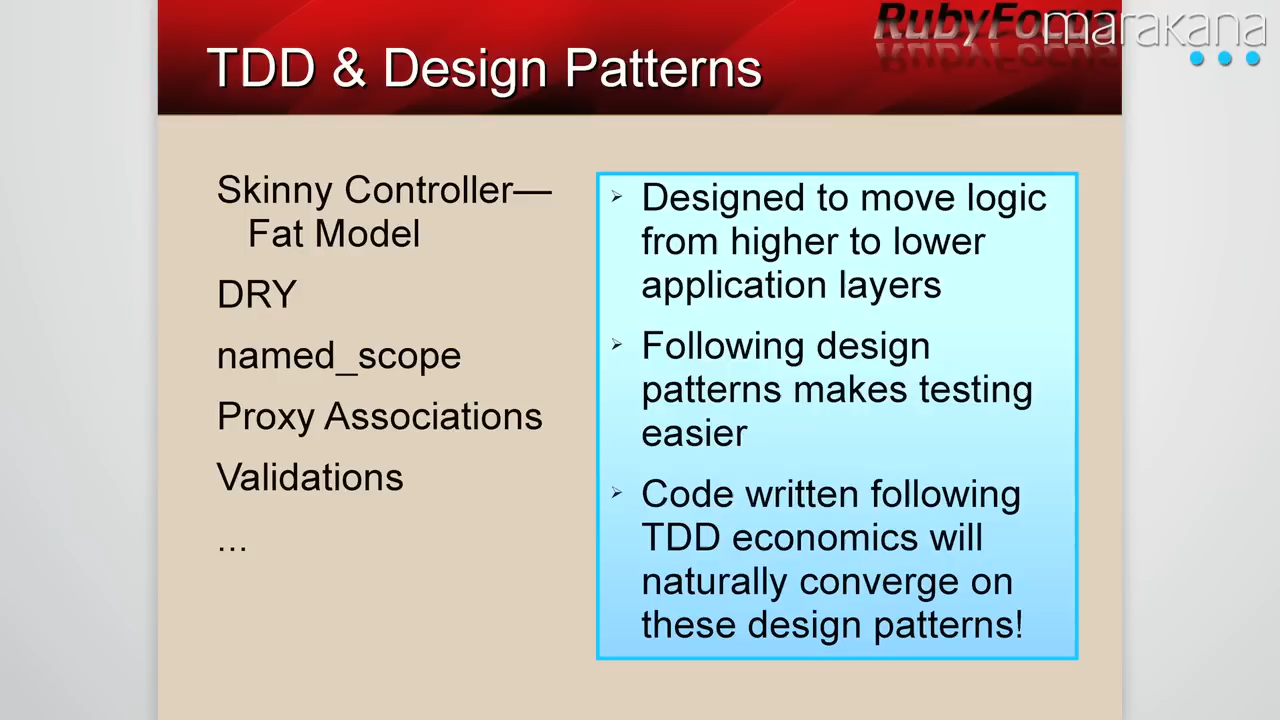 RubyFocus
marakana
TDD & Design Patterns
Skinny Controller—
Fat Model
DRY
named_scope
Proxy Associations
Validations
...
➢ Designed to move logic
from higher to lower
application layers
➢ Following design
patterns makes testing
easier
➢ Code written following
TDD economics will
naturally converge on
these design patterns!